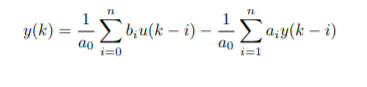 y(k) = \frac{1}{a_0} \sum_{i=0}^{n} b_i u(k - i) - \frac{1}{a_0} \sum_{i=1}^{n} a_i y(k - i)